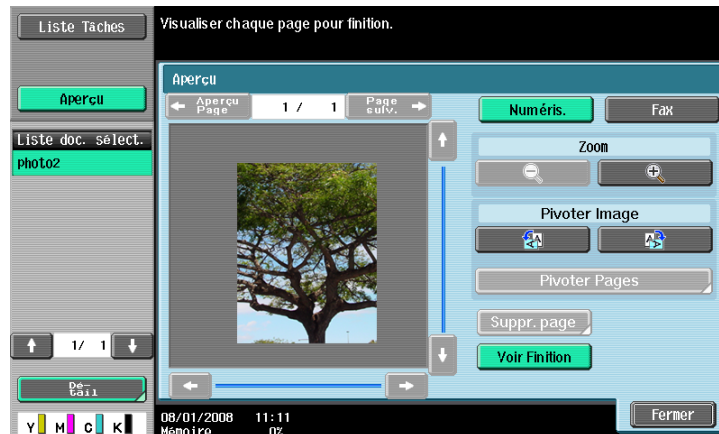 Liste Tâches
Visualiser chaque page pour finition.
Aperçu
Aperçu
Aperçu
Page
1 / 1
Page
suiv.
Numéris.
Fax
Liste doc. sélect.
photo2
Zoom
Pivoter Image
Pivoter Pages
Suppr. page
Voir Finition
1/ 1
Dé-
tail
Fermer
08/01/2008 11:11
Mémoire 0%
Y M C K